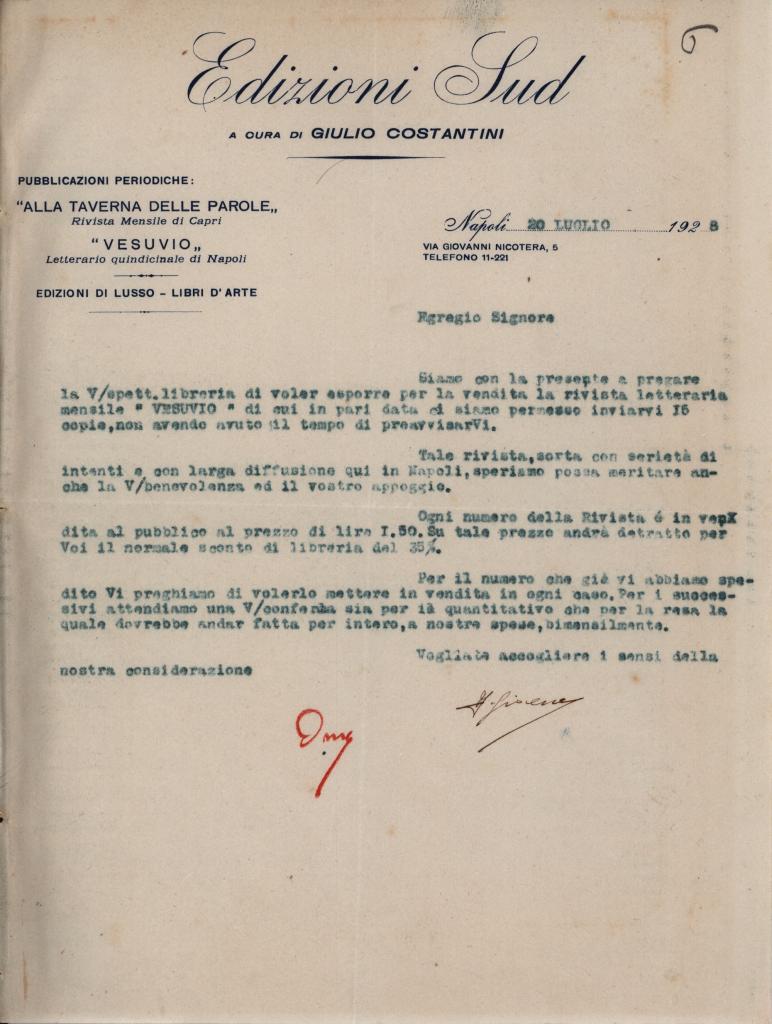 6
Edizioni Sud
A CURA DI GIULIO COSTANTINI
PUBBLICAZIONI PERIODICHE:
"ALLA TAVERNA DELLE PAROLE„
Rivista Mensile di Capri
"VESUVIO„
Letterario quindicinale di Napoli
EDIZIONI DI LUSSO - LIBRI D'ARTE
Napoli 20 LUGLIO 1928
VIA GIOVANNI NICOTERA, 5
TELEFONO 11-221
Egregio Signore
Siamo con la presente a pregare
la V/spett.libreria di voler esporre per la vendita la rivista letteraria
mensile " VESUVIO " di cui in pari data ci siamo permesso inviarvi I5
copie,non avendo avuto il tempo di preavvisarVi.
Tale rivista,sorta con serietà di
intenti e con larga diffusione qui in Napoli,speriamo possa meritare an-
che la V/benevolenza ed il vostro appoggio.
Ogni numero della Rivista é in venX
dita al pubblico al prezzo di lire I.50.Su tale prezzo andrà detratto per
Voi il normale sconto di libreria del 35%.
Per il numero che già vi abbiamo spe-
dito Vi preghiamo di volerlo mettere in vendita in ogni caso.Per i succes-
sivi attendiamo una V/conferma sia per il quantitativo che per la resa la
quale dovrebbe andar fatta per intero,a nostre spese,bimensilmente.
Vogliate accogliere i sensi della
nostra considerazione